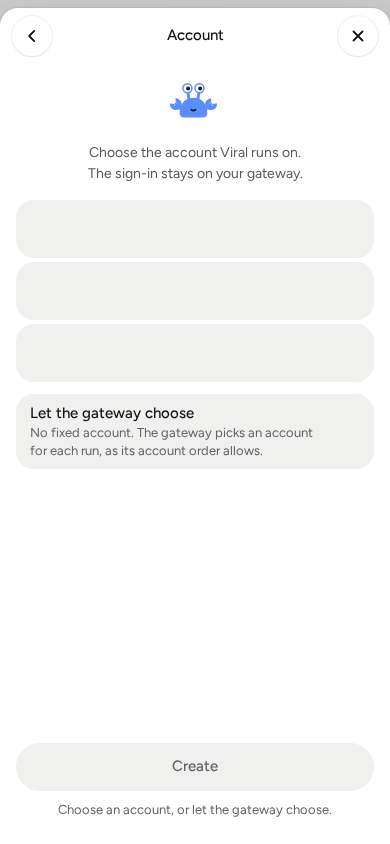 Account
Choose the account Viral runs on.
The sign-in stays on your gateway.
Let the gateway choose
No fixed account. The gateway picks an account
for each run, as its account order allows.
Create
Choose an account, or let the gateway choose.